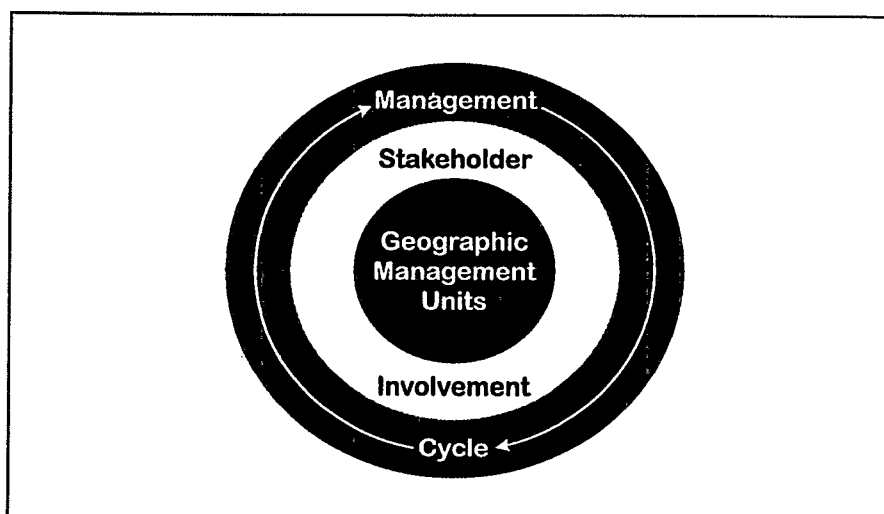 Management
Stakeholder
Geographic
Management
Units
Involvement
Cycle